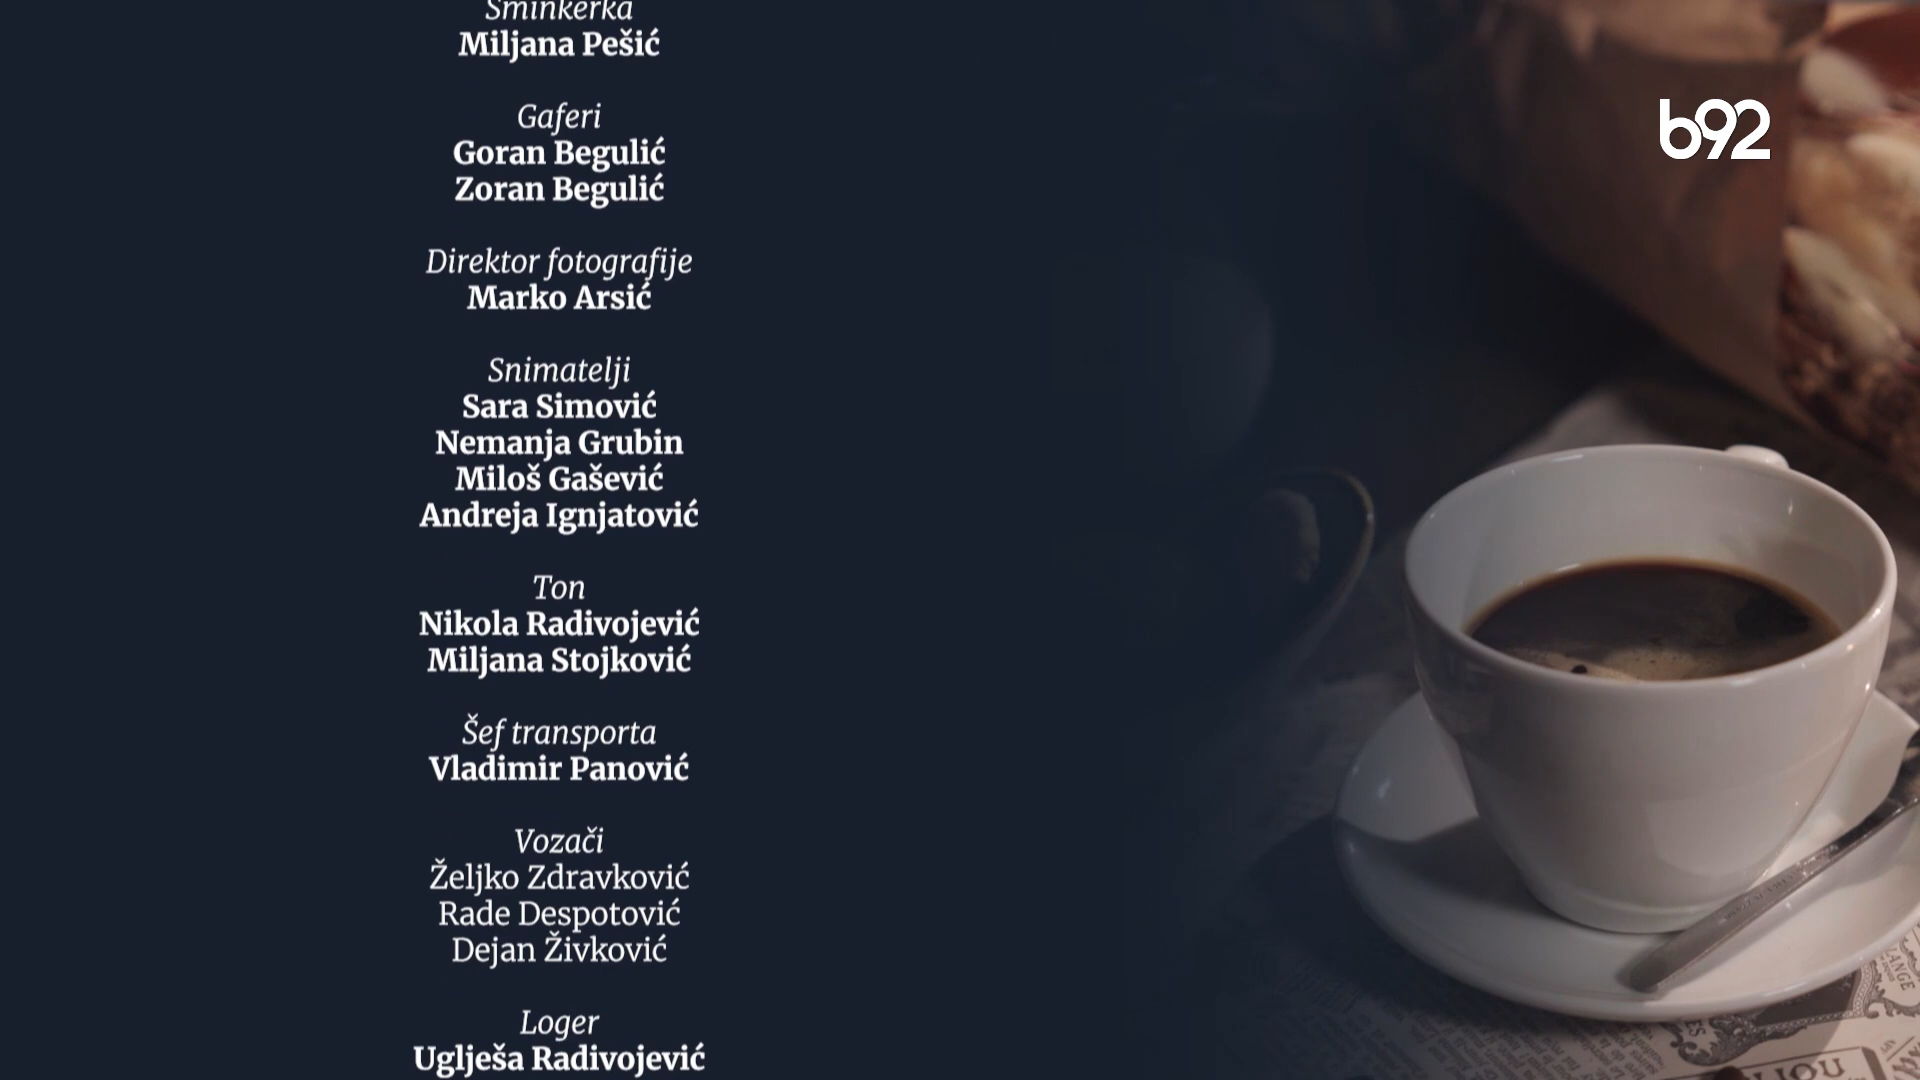 Šminkerka
Miljana Pešić
Gaferi
Goran Begulić
Zoran Begulić
Direktor fotografije
Marko Arsić
Snimatelji
Sara Simović
Nemanja Grubin
Miloš Gašević
Andreja Ignjatović
Ton
Nikola Radivojević
Miljana Stojković
Šef transporta
Vladimir Panović
Vozači
Željko Zdravković
Rade Despotović
Dejan Živković
Loger
Uglješa Radivojević
b92